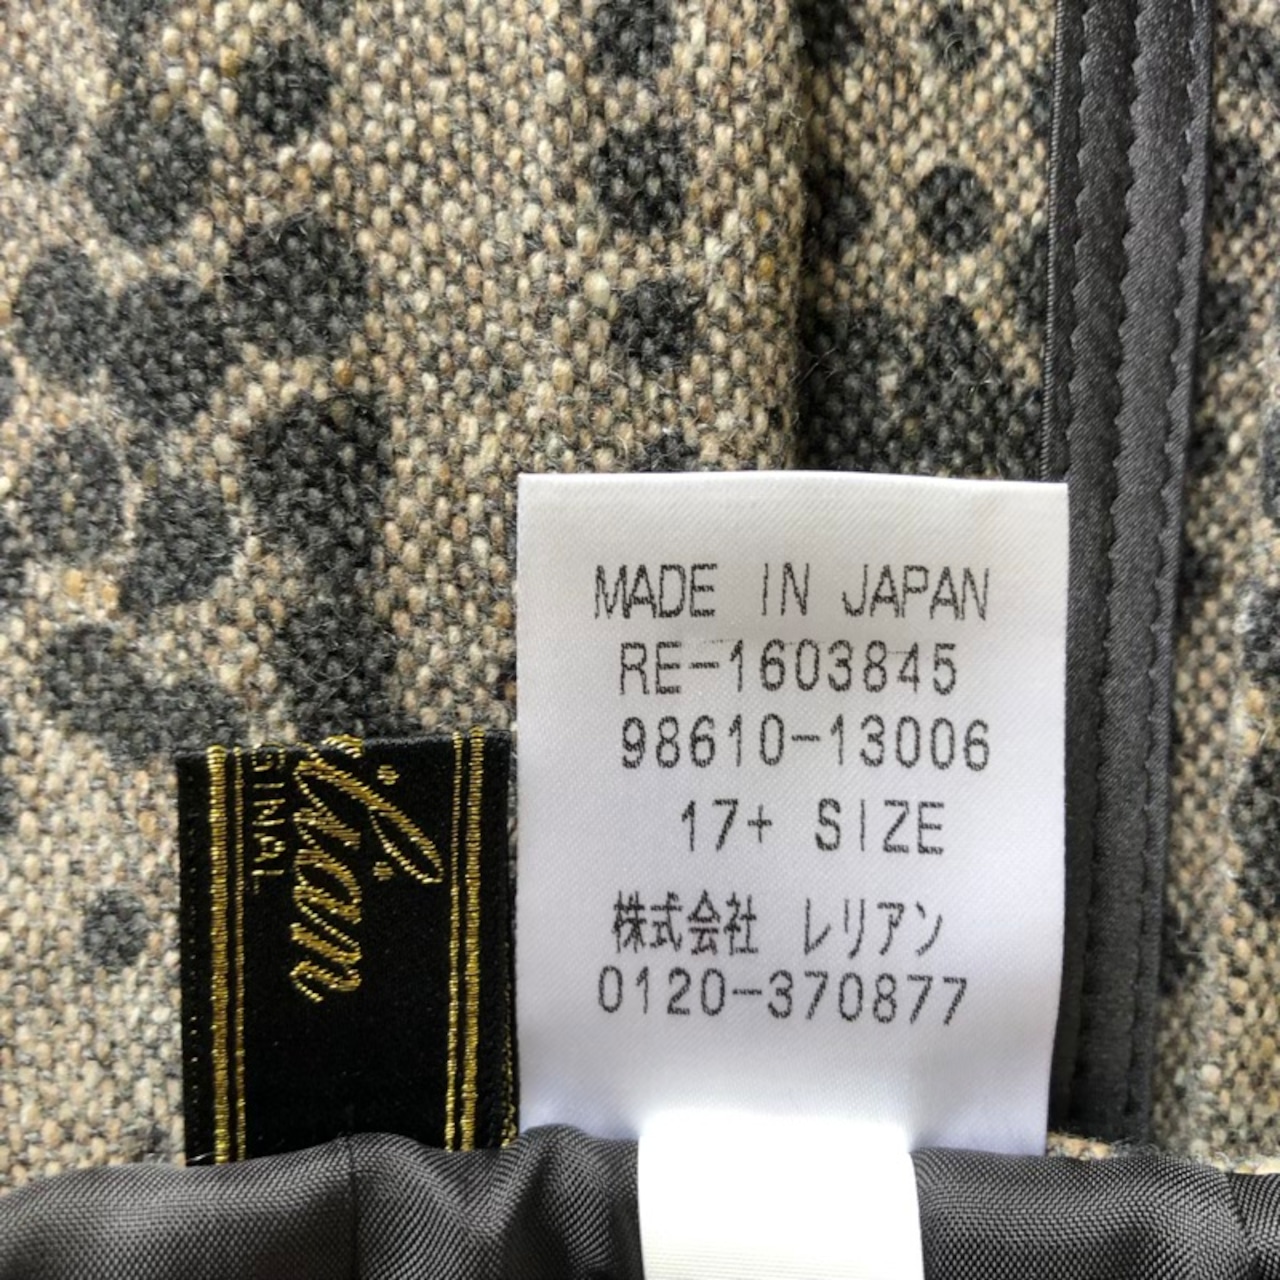 MADE IN JAPAN
RE-1603845
98610-13006
17+ SIZE
株式会社 レリアン
0120-370877